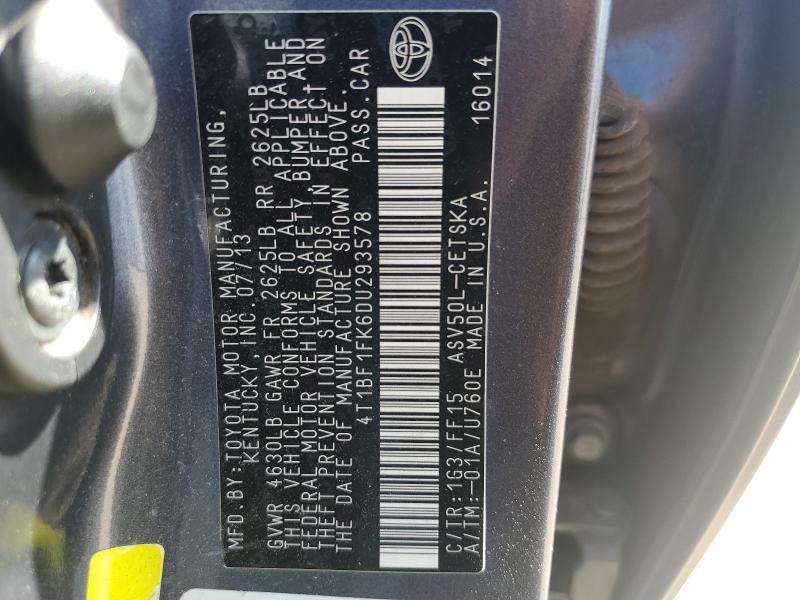 MFD. BY: TOYOTA MOTOR MANUFACTURING,
KENTUCKY, INC. 07/13
GVWR 4630LB GAWR FR 2625LB RR 2625LB
THIS VEHICLE CONFORMS TO ALL APPLICABLE
FEDERAL MOTOR VEHICLE SAFETY, BUMPER, AND
THEFT PREVENTION STANDARDS IN EFFECT ON
THE DATE OF MANUFACTURE SHOWN ABOVE.
4T1BF1FK6DU293578 PASS. CAR
C/TR: 1G3/FF15 ASV50L-CETSKA
A/TM: -01A/U760E MADE IN U.S.A. 16014